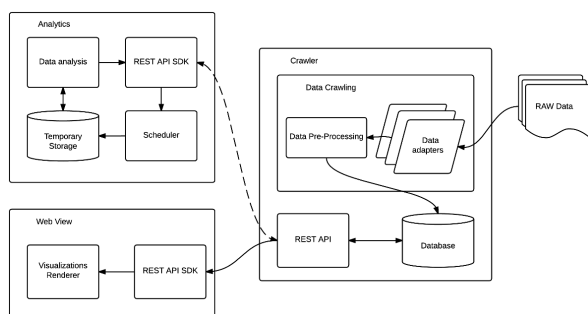 Analytics
Data analysis
REST API SDK
Temporary
Storage
Scheduler
Crawler
Data Crawling
Data Pre-Processing
Data
adapters
RAW Data
REST API
Database
Web View
Visualizations
Renderer
REST API SDK